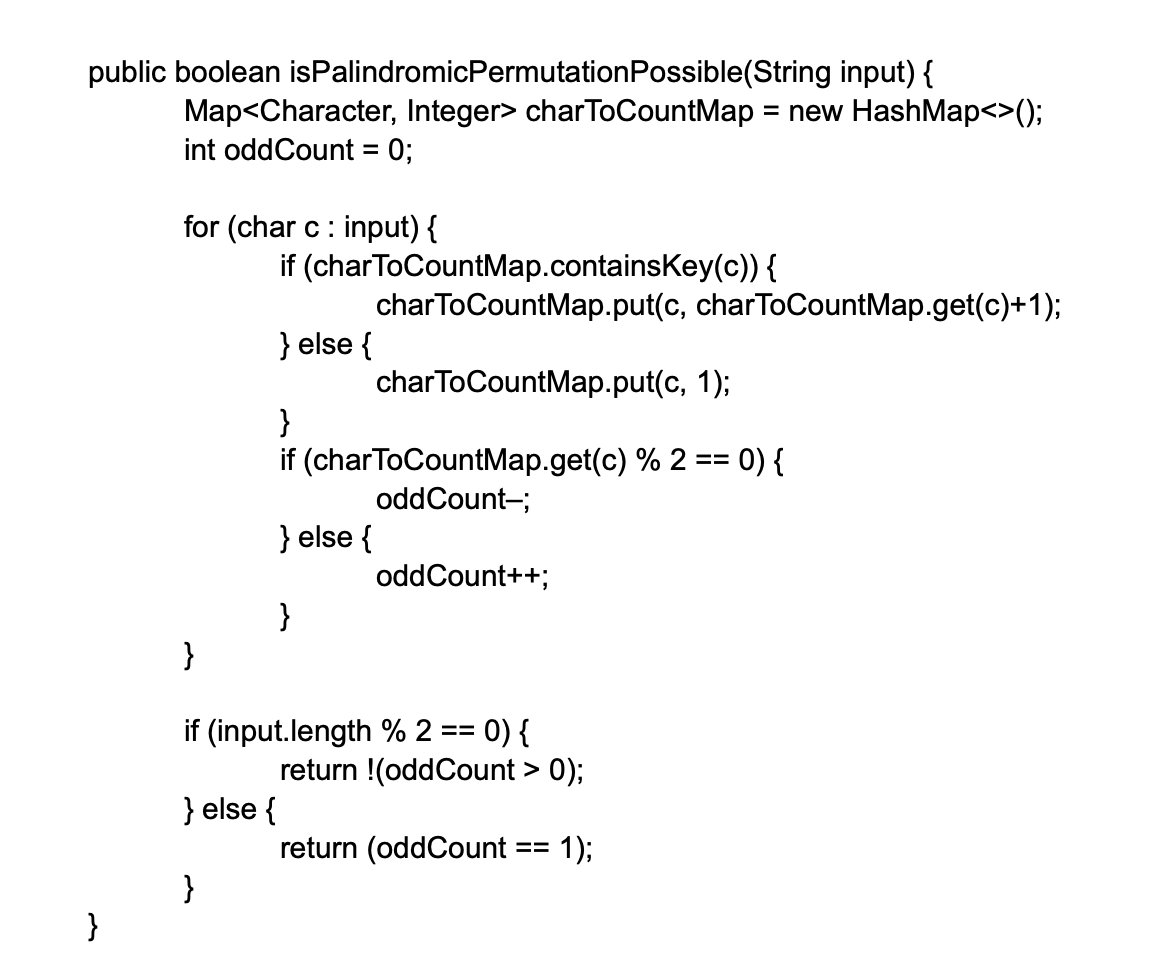 public boolean isPalindromicPermutationPossible(String input) {
Map<Character, Integer> charToCountMap = new HashMap<>();
int oddCount = 0;
for (char c : input) {
if (charToCountMap.containsKey(c)) {
charToCountMap.put(c, charToCountMap.get(c)+1);
} else {
charToCountMap.put(c, 1);
}
if (charToCountMap.get(c) % 2 == 0) {
oddCount–;
} else {
oddCount++;
}
}
if (input.length % 2 == 0) {
return !(oddCount > 0);
} else {
return (oddCount == 1);
}
}